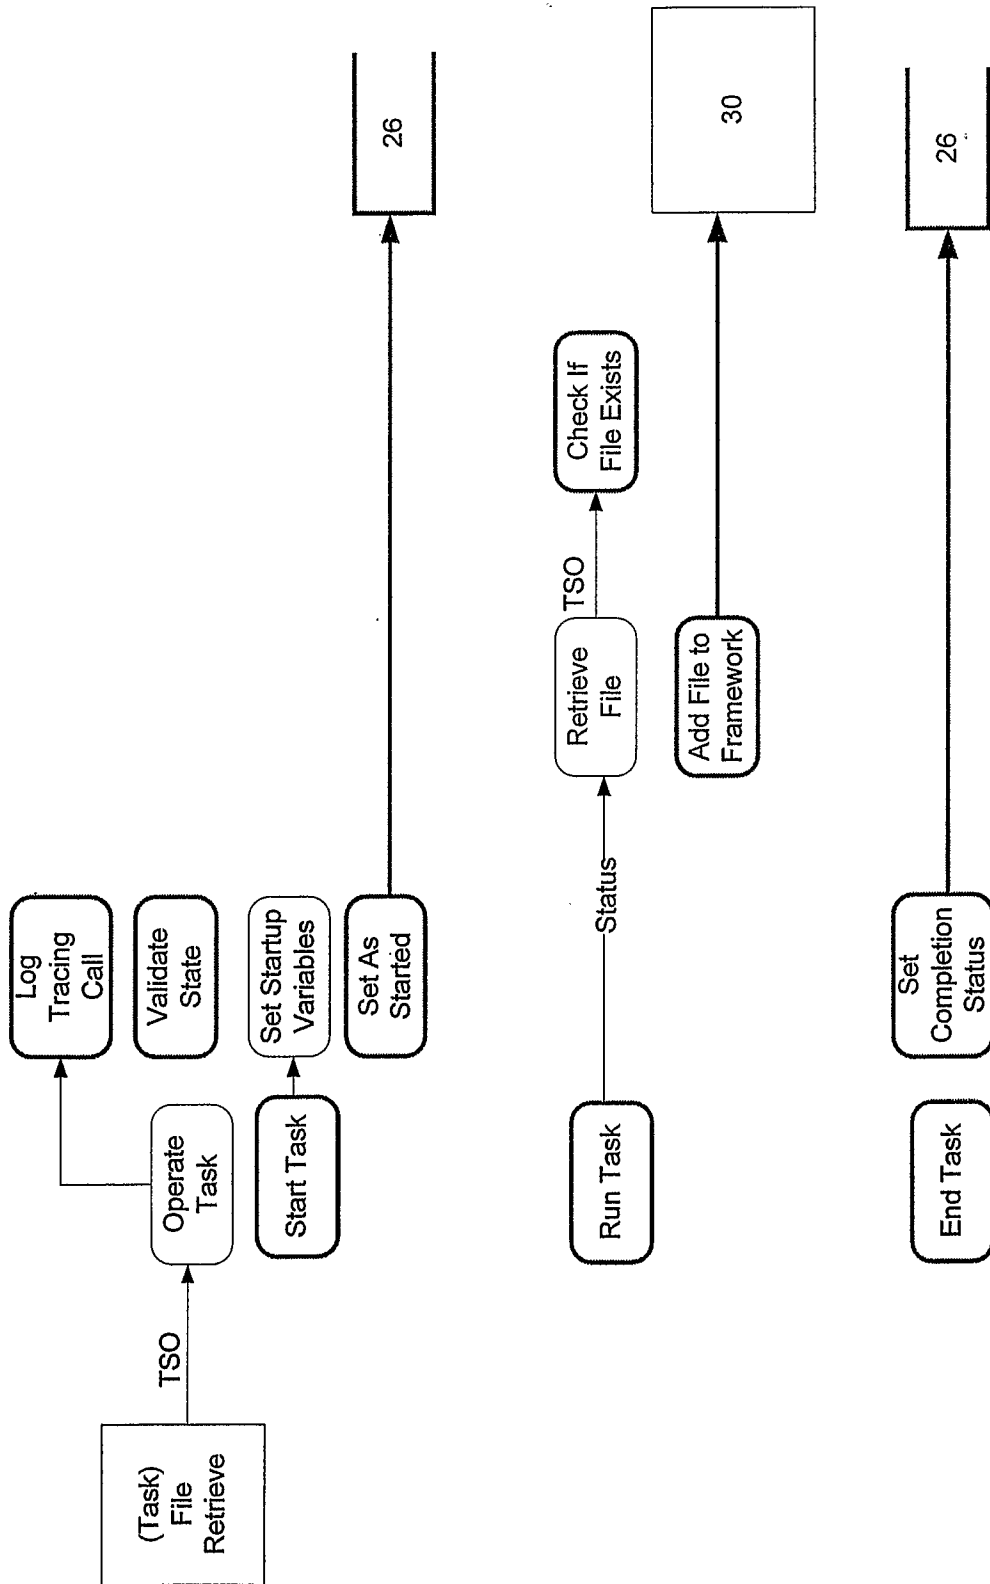 (Task)
File
Retrieve
TSO
Operate
Task
Log
Tracing
Call
Validate
State
Start Task
Set Startup
Variables
Set As
Started
26
Run Task
Status
Retrieve
File
TSO
Check If
File Exists
Add File to
Framework
30
End Task
Set
Completion
Status
26